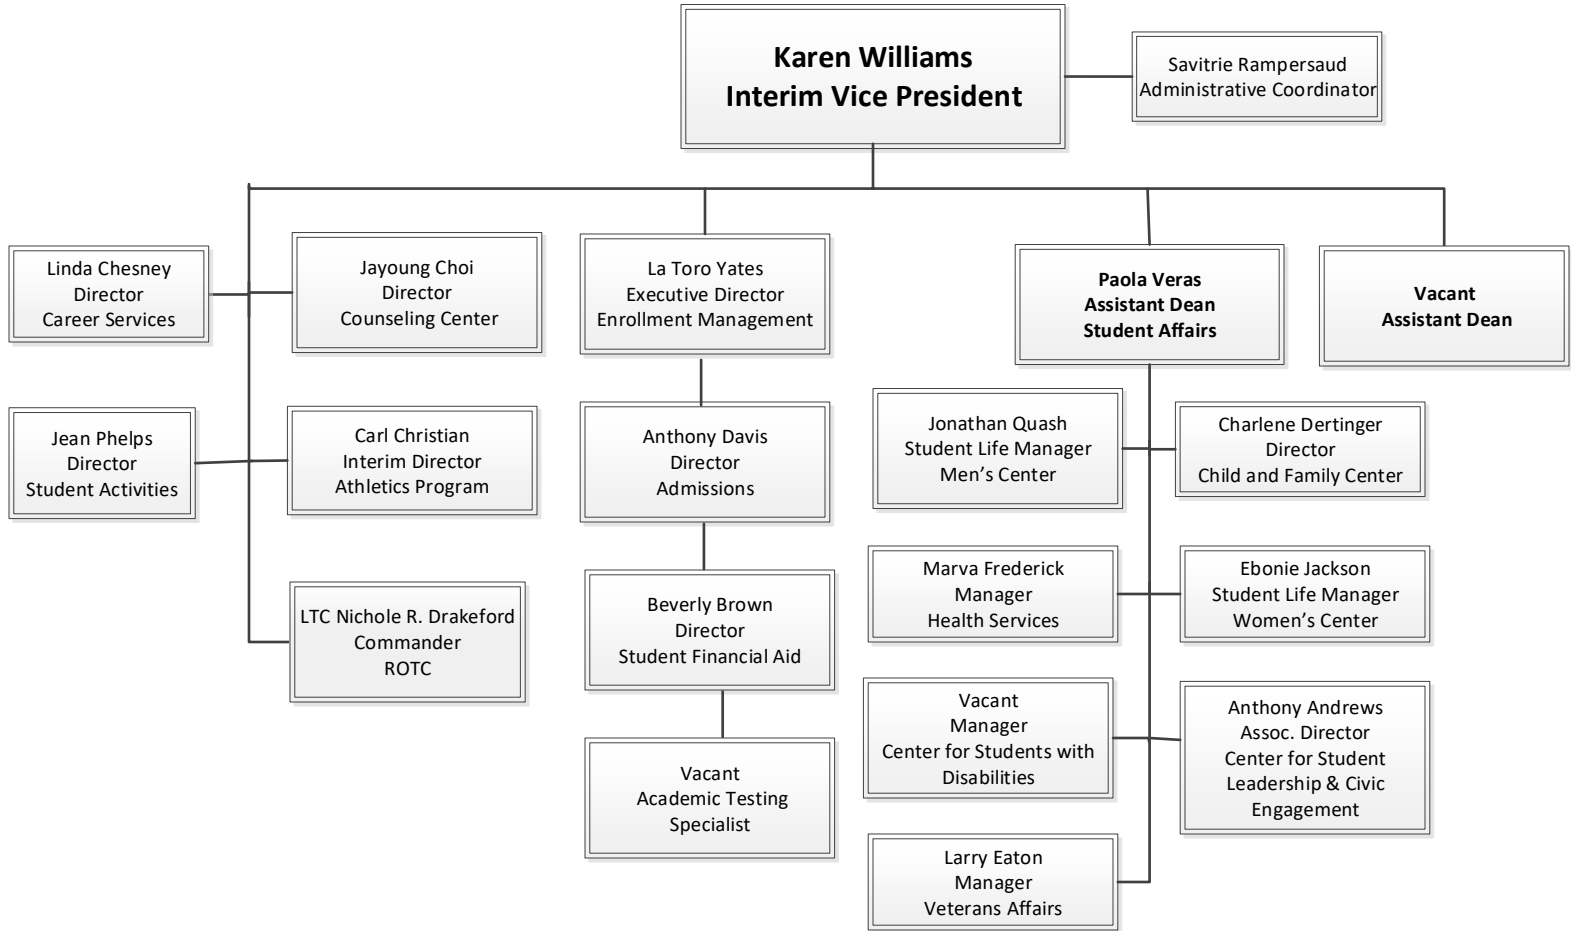 Karen Williams
Interim Vice President
Savitrie Rampersaud
Administrative Coordinator
Linda Chesney
Director
Career Services
Jayoung Choi
Director
Counseling Center
La Toro Yates
Executive Director
Enrollment Management
Paola Veras
Assistant Dean
Student Affairs
Vacant
Assistant Dean
Jean Phelps
Director
Student Activities
Carl Christian
Interim Director
Athletics Program
Anthony Davis
Director
Admissions
Jonathan Quash
Student Life Manager
Men’s Center
Charlene Dertinger
Director
Child and Family Center
LTC Nichole R. Drakeford
Commander
ROTC
Beverly Brown
Director
Student Financial Aid
Marva Frederick
Manager
Health Services
Ebonie Jackson
Student Life Manager
Women’s Center
Vacant
Academic Testing
Specialist
Vacant
Manager
Center for Students with
Disabilities
Anthony Andrews
Assoc. Director
Center for Student
Leadership & Civic
Engagement
Larry Eaton
Manager
Veterans Affairs